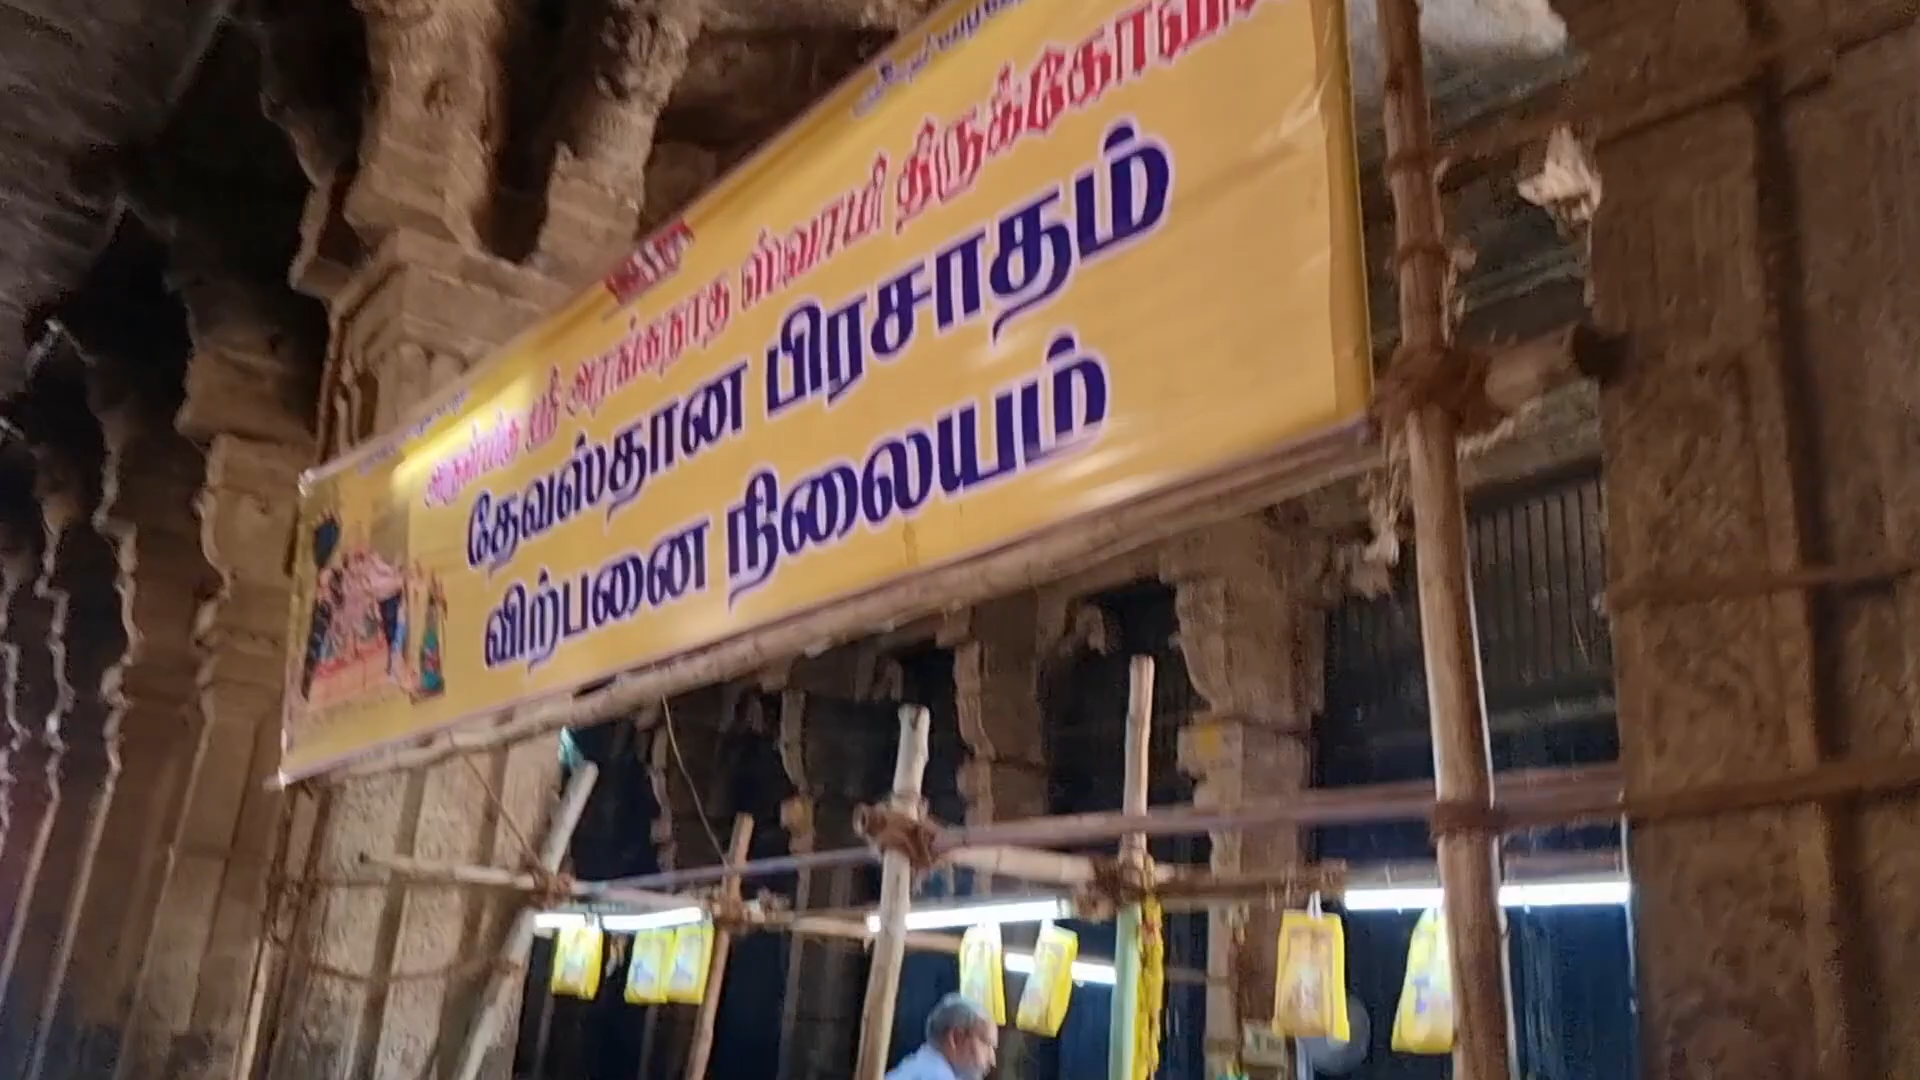 அருள்மிகு ஸ்ரீ அரங்கநாத ஸ்வாமி திருக்கோவில்
தேவஸ்தான பிரசாதம்
விற்பனை நிலையம்